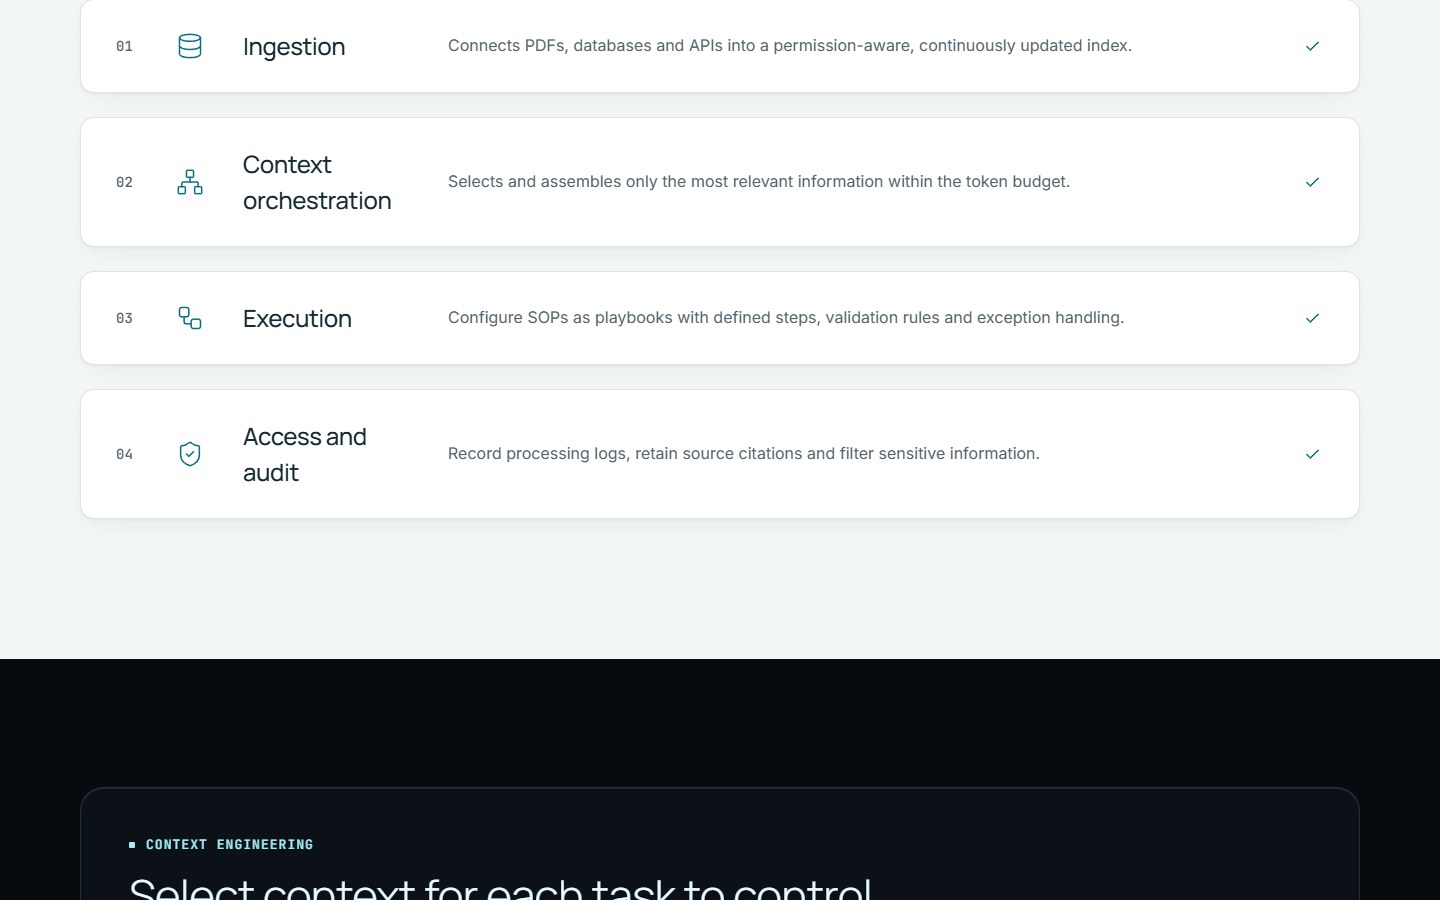 01
Ingestion
Connects PDFs, databases and APIs into a permission-aware, continuously updated index.
02
Context
orchestration
Selects and assembles only the most relevant information within the token budget.
03
Execution
Configure SOPs as playbooks with defined steps, validation rules and exception handling.
04
Access and
audit
Record processing logs, retain source citations and filter sensitive information.
CONTEXT ENGINEERING
Select context for each task to control